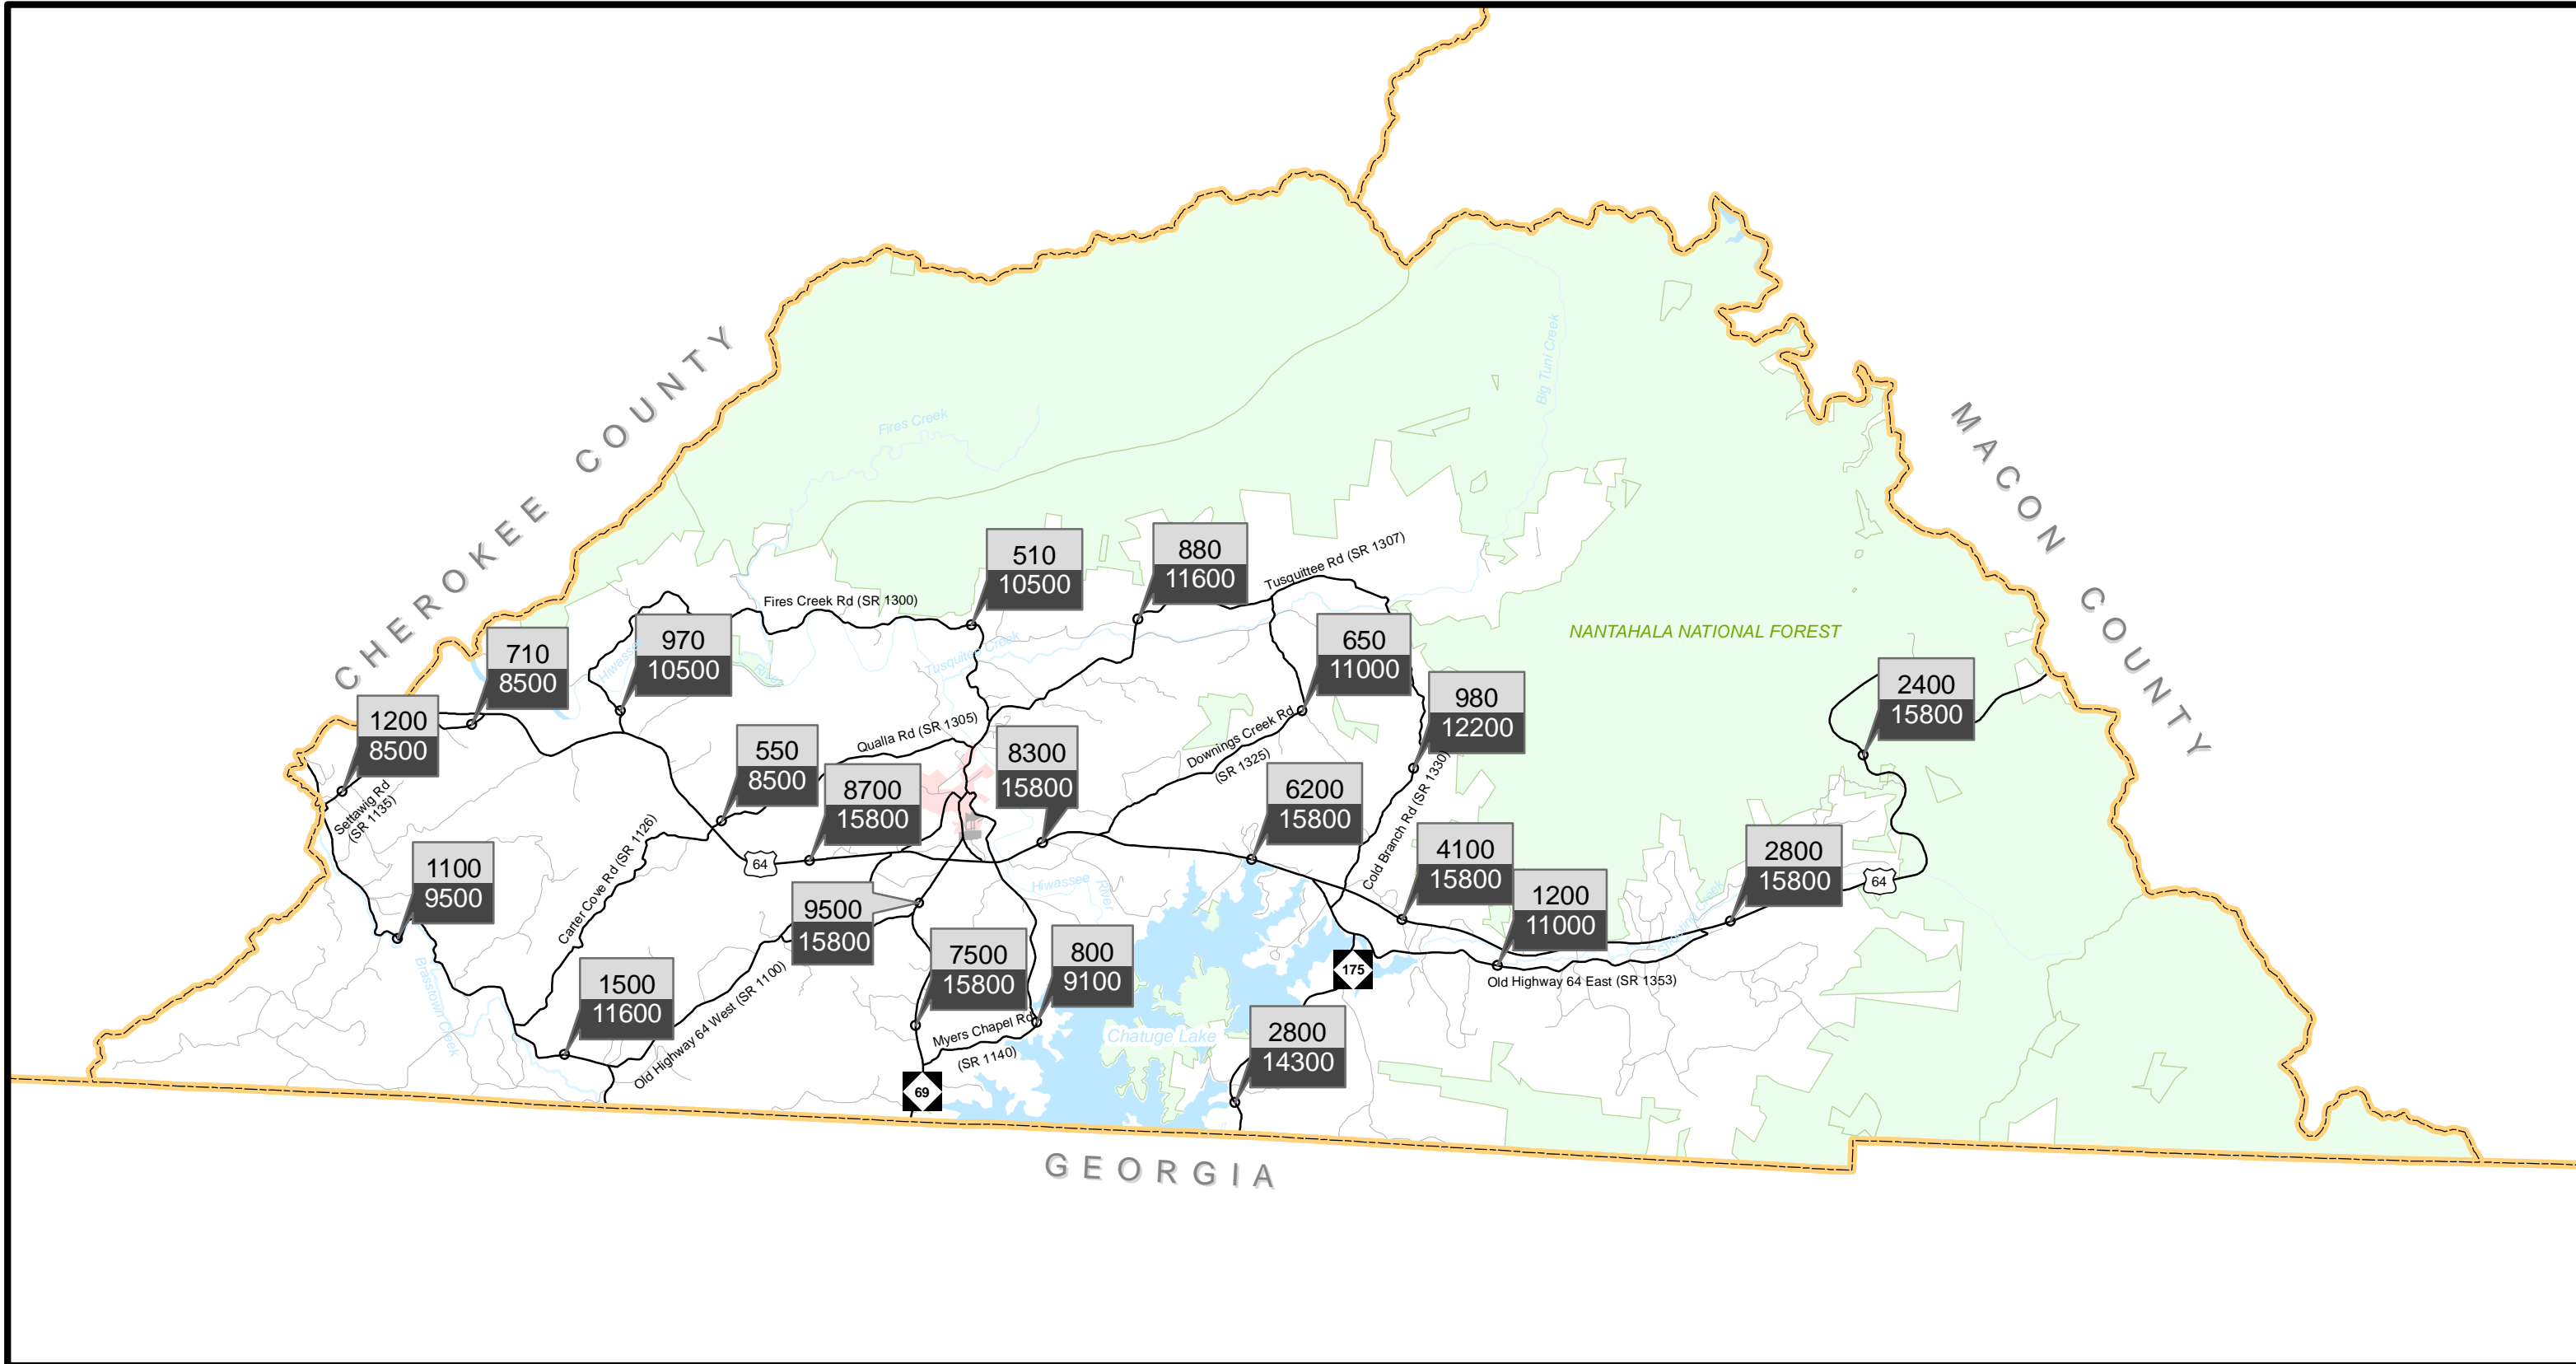 CHEROKEE COUNTY
MACON COUNTY
GEORGIA
NANTAHALA NATIONAL FOREST
Fires Creek
Big Tuni Creek
510
10500
880
11600
Tusquittee Rd (SR 1307)
Fires Creek Rd (SR 1300)
710
8500
970
10500
Hiwassee
River
Tusquitee Creek
650
11000
980
12200
2400
15800
1200
8500
Settawig Rd
(SR 1135)
550
8500
Qualla Rd (SR 1305)
8700
15800
8300
15800
Downings Creek Rd
(SR 1325)
6200
15800
Cold Branch Rd (SR 1330)
4100
15800
2800
15800
64
64
1100
9500
Carter Cove Rd (SR 1126)
9500
15800
Hiwassee
River
1200
11000
Shooting Creek
Old Highway 64 East (SR 1353)
175
Brasstown Creek
1500
11600
Old Highway 64 West (SR 1100)
7500
15800
800
9100
Myers Chapel Rd
(SR 1140)
Chatuge Lake
2800
14300
69